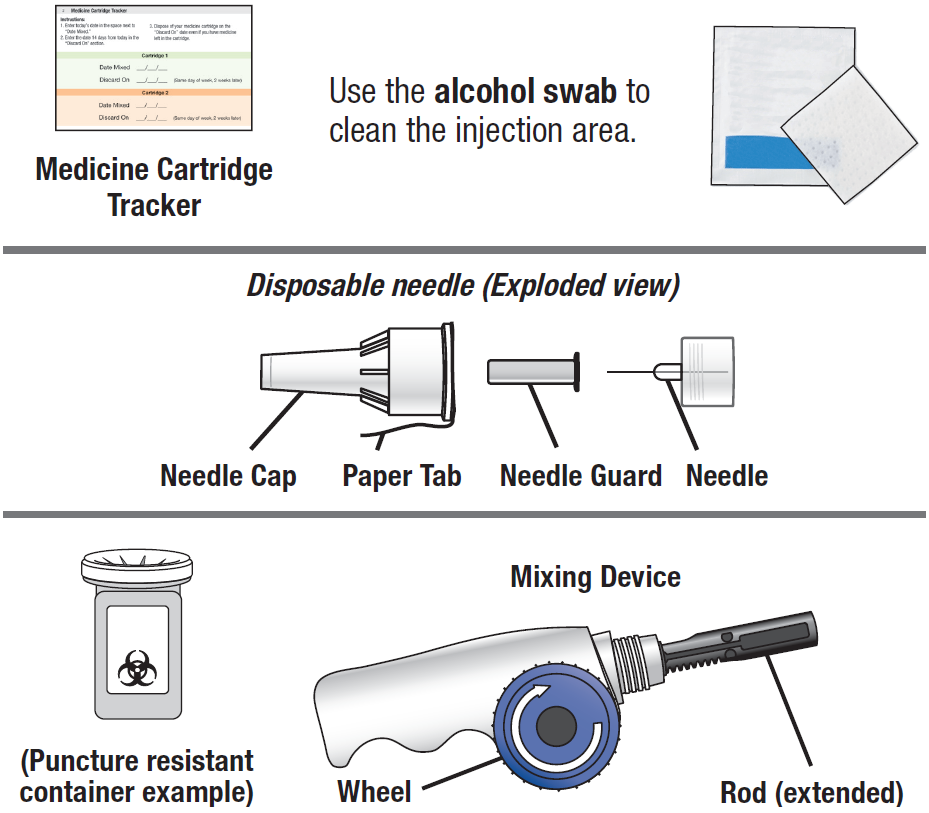 Medicine Cartridge Tracker
Instructions:
1. Enter today's date in the space next to
"Date Mixed."
2. Enter the date 14 days from today in the
"Discard On" section.
3. Dispose of your medicine cartridge on the
"Discard On" date even if you have medicine
left in the cartridge.
Cartridge 1
Date Mixed __/__/__
Discard On __/__/__ (Same day of week, 2 weeks later)
Cartridge 2
Date Mixed __/__/__
Discard On __/__/__ (Same day of week, 2 weeks later)
Medicine Cartridge
Tracker
Use the alcohol swab to
clean the injection area.
Disposable needle (Exploded view)
Needle Cap Paper Tab Needle Guard Needle
Mixing Device
(Puncture resistant
container example)
Wheel
Rod (extended)